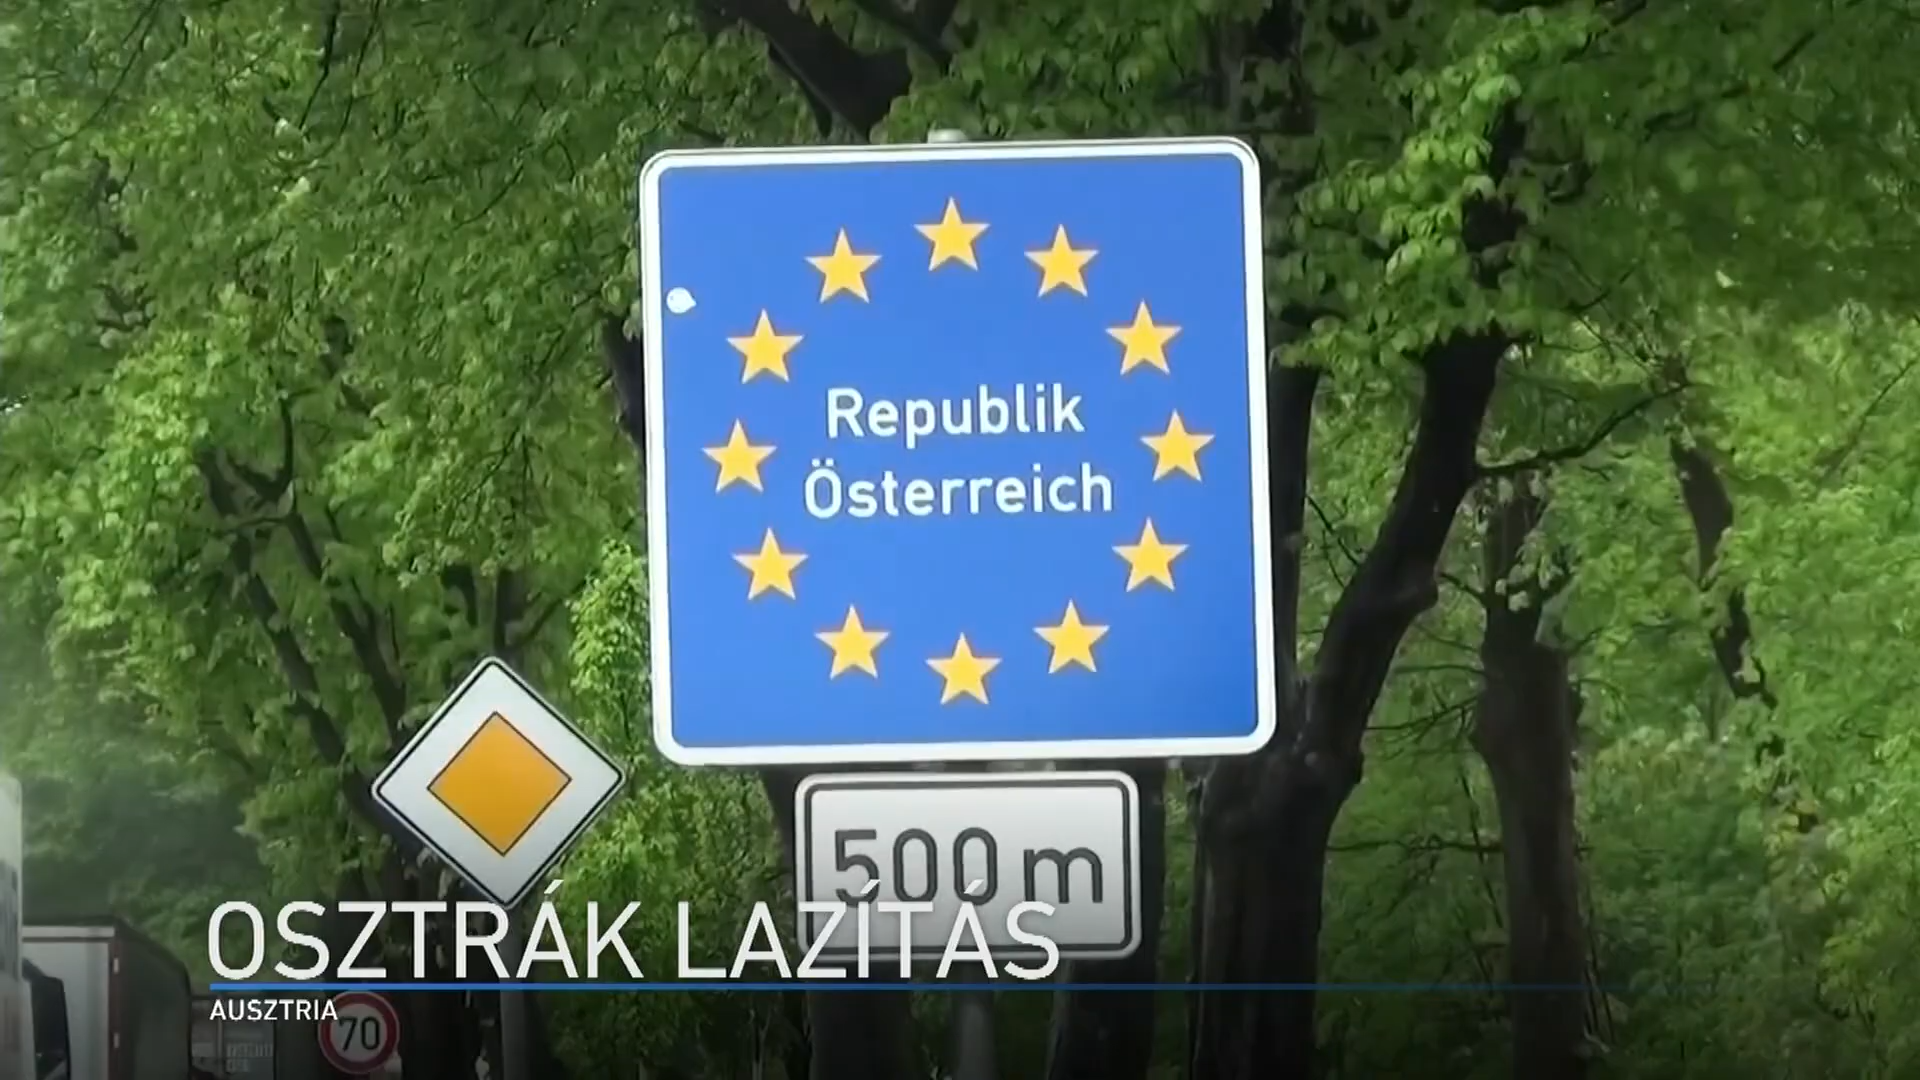 Republik
Österreich
500 m
OSZTRÁK LAZÍTÁS
AUSZTRIA
70